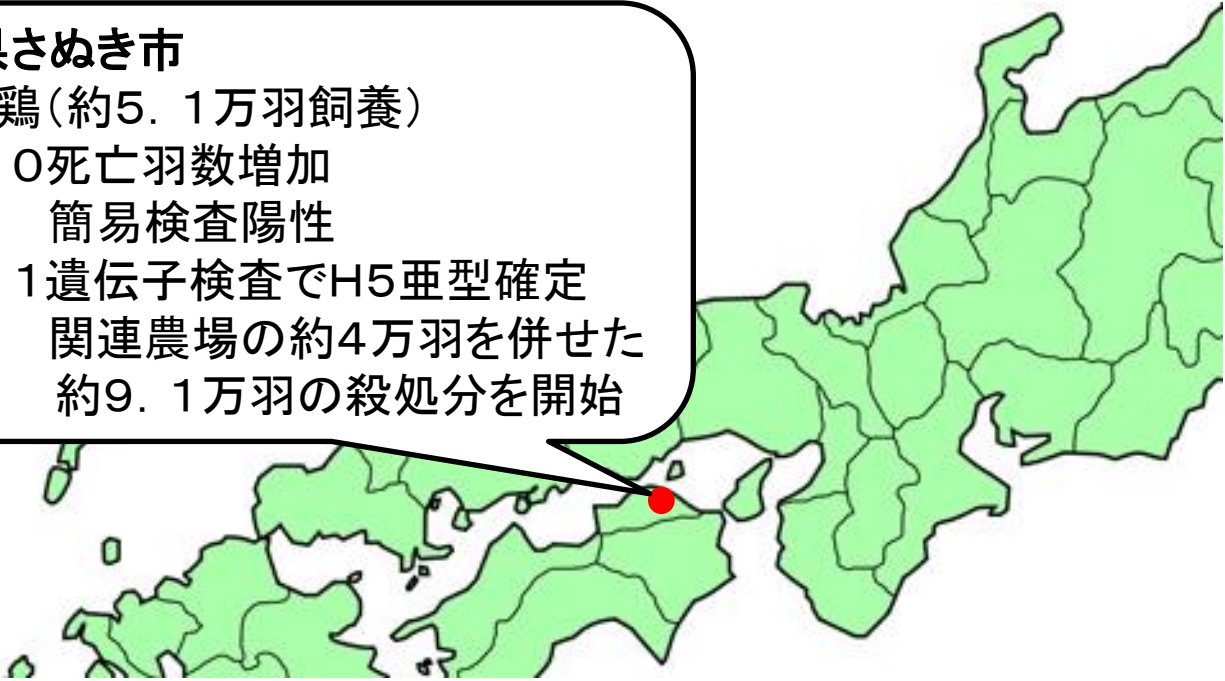 県さぬき市
鶏（約５．１万羽飼養）
０死亡羽数増加
簡易検査陽性
１遺伝子検査でＨ５亜型確定
関連農場の約４万羽を併せた
約９．１万羽の殺処分を開始